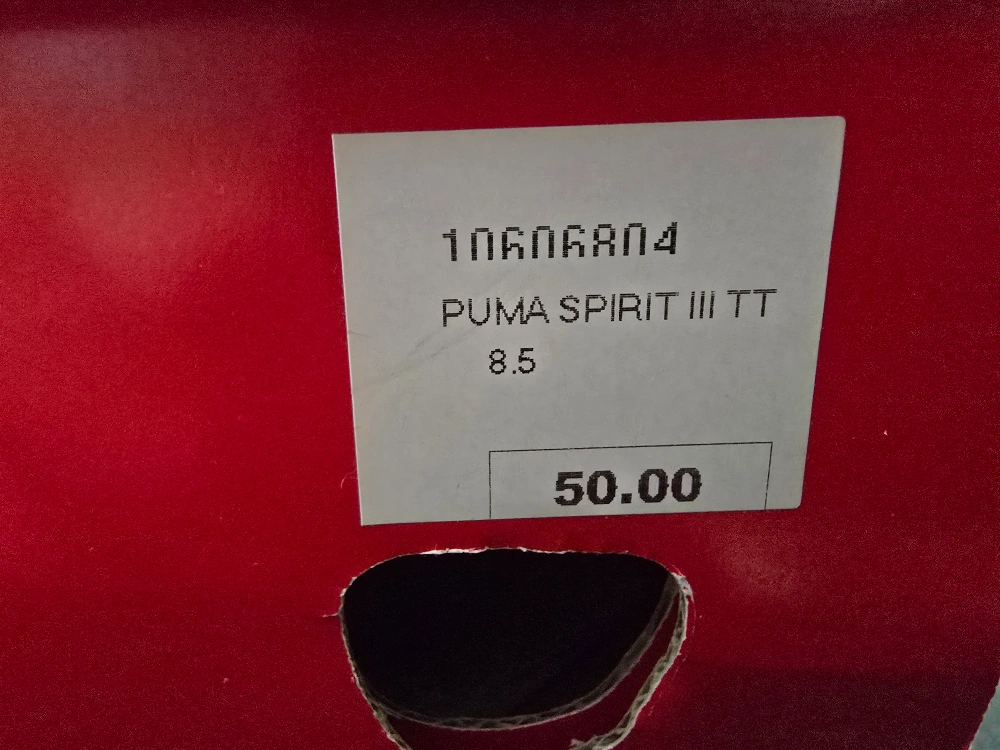 10606804
PUMA SPIRIT III TT
8.5
50.00